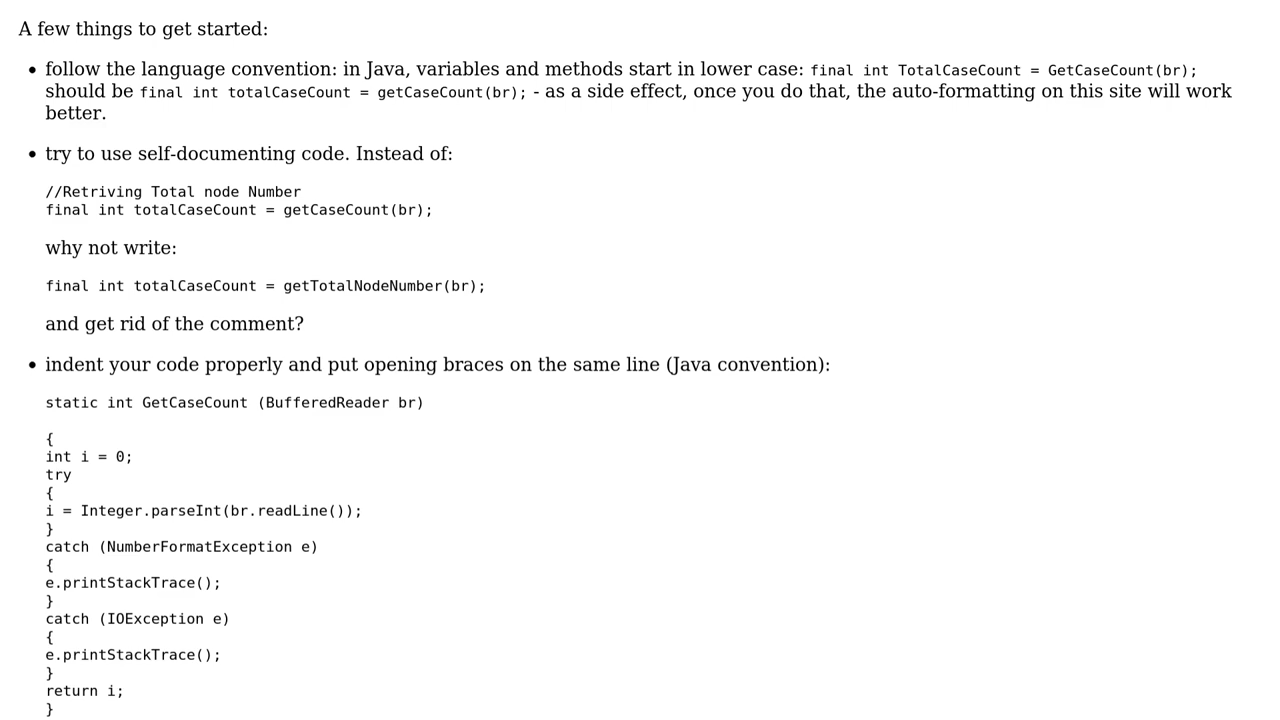 A few things to get started:
• follow the language convention: in Java, variables and methods start in lower case: final int TotalCaseCount = GetCaseCount(br);
should be final int totalCaseCount = getCaseCount(br); - as a side effect, once you do that, the auto-formatting on this site will work
better.
• try to use self-documenting code. Instead of:
//Retriving Total node Number
final int totalCaseCount = getCaseCount(br);
why not write:
final int totalCaseCount = getTotalNodeNumber(br);
and get rid of the comment?
• indent your code properly and put opening braces on the same line (Java convention):
static int GetCaseCount (BufferedReader br)
{
int i = 0;
try
{
i = Integer.parseInt(br.readLine());
}
catch (NumberFormatException e)
{
e.printStackTrace();
}
catch (IOException e)
{
e.printStackTrace();
}
return i;
}